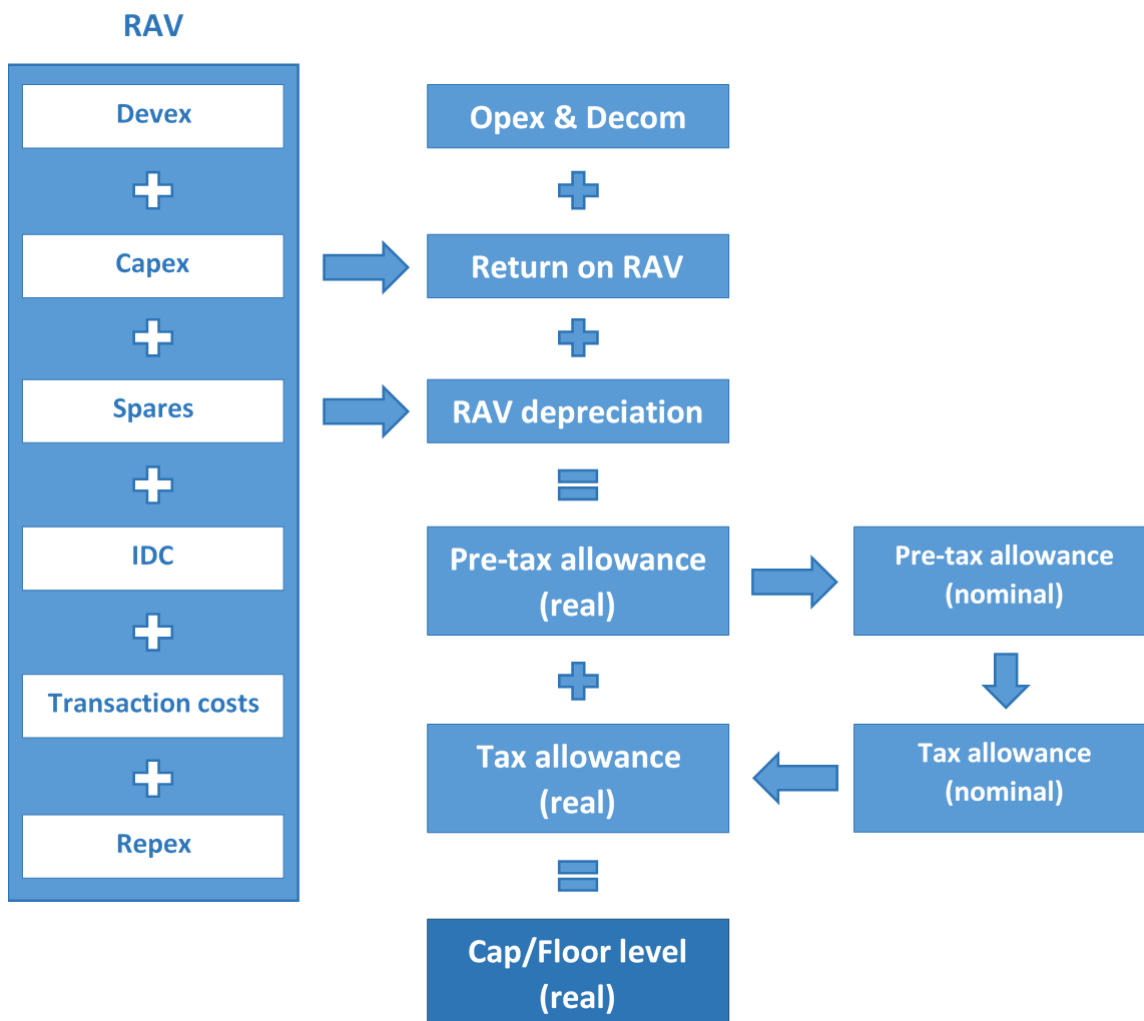 RAV
Devex
Capex
Spares
IDC
Transaction costs
Repex
Opex & Decom
Return on RAV
RAV depreciation
Pre-tax allowance
(real)
Tax allowance
(real)
Cap/Floor level
(real)
Pre-tax allowance
(nominal)
Tax allowance
(nominal)